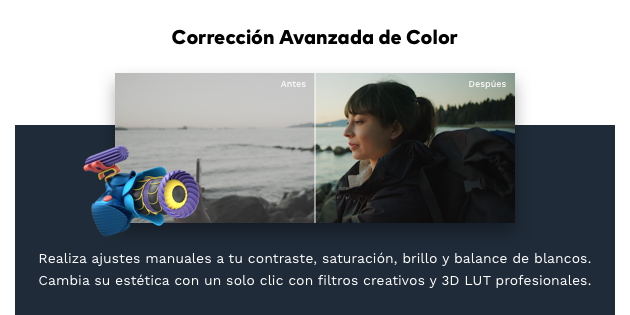 Corrección Avanzada de Color
Antes
Despúes
Realiza ajustes manuales a tu contraste, saturación, brillo y balance de blancos.
Cambia su estética con un solo clic con filtros creativos y 3D LUT profesionales.